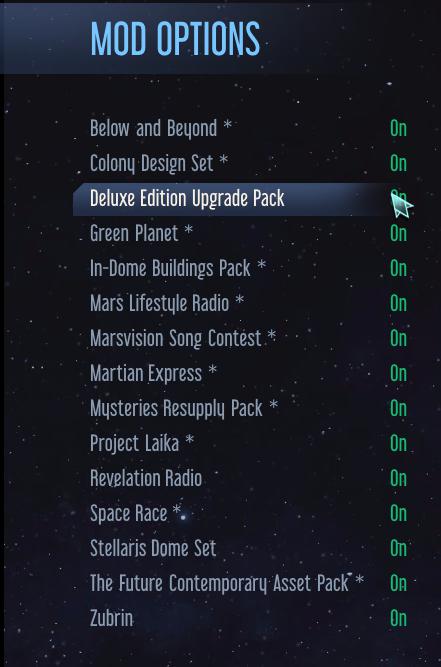 MOD OPTIONS
Below and Beyond * On
Colony Design Set * On
Deluxe Edition Upgrade Pack
Green Planet * On
In-Dome Buildings Pack * On
Mars Lifestyle Radio * On
Marsvision Song Contest * On
Martian Express * On
Mysteries Resupply Pack * On
Project Laika * On
Revelation Radio On
Space Race * On
Stellaris Dome Set On
The Future Contemporary Asset Pack * On
Zubrin On